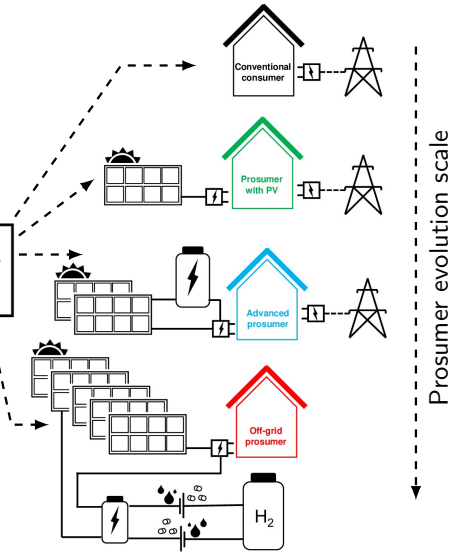 Conventional
consumer
Prosumer
with PV
Advanced
prosumer
Off-grid
prosumer
H2
Prosumer evolution scale